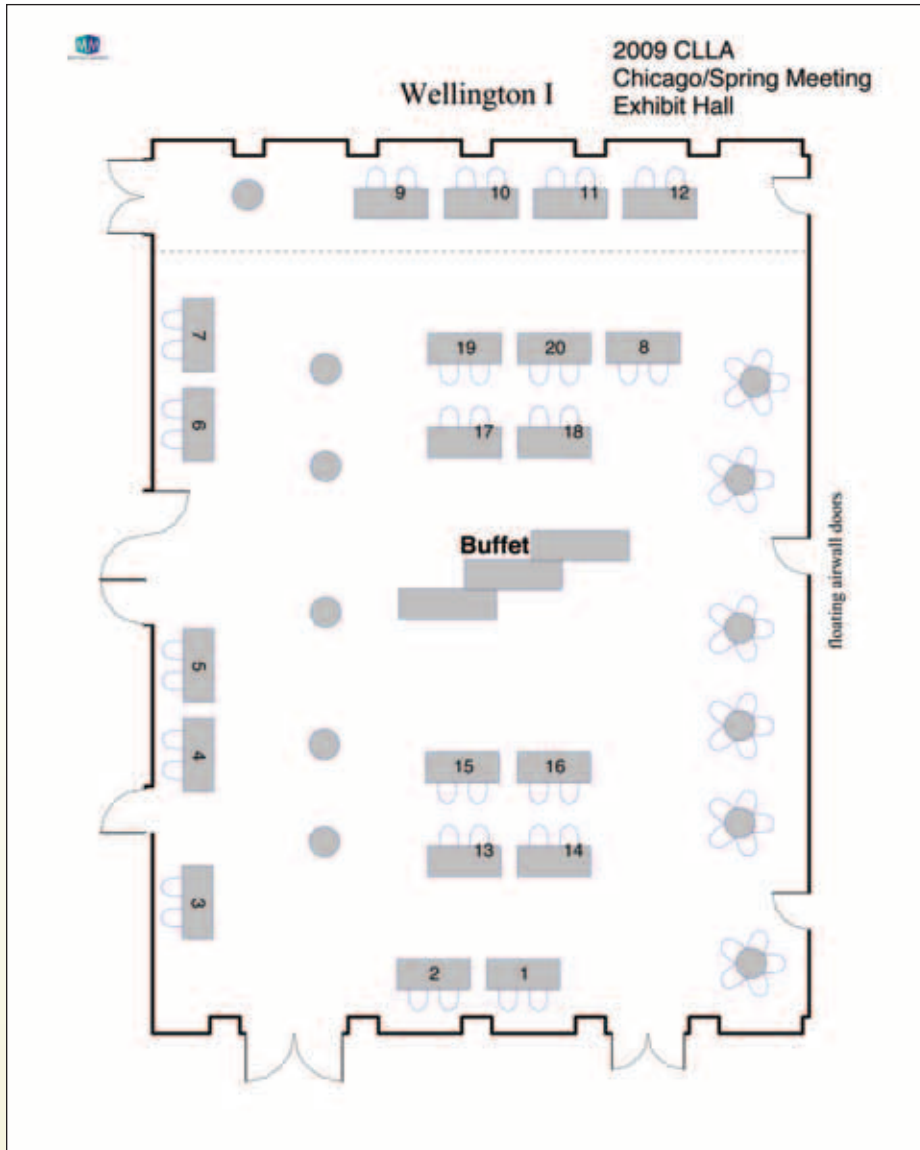 2009 CLLA
Chicago/Spring Meeting
Exhibit Hall
Wellington I
9 10 11 12
7
19 20 8
6
17 18
Buffet
floating airwall doors
5
4
15 16
13 14
3
2 1